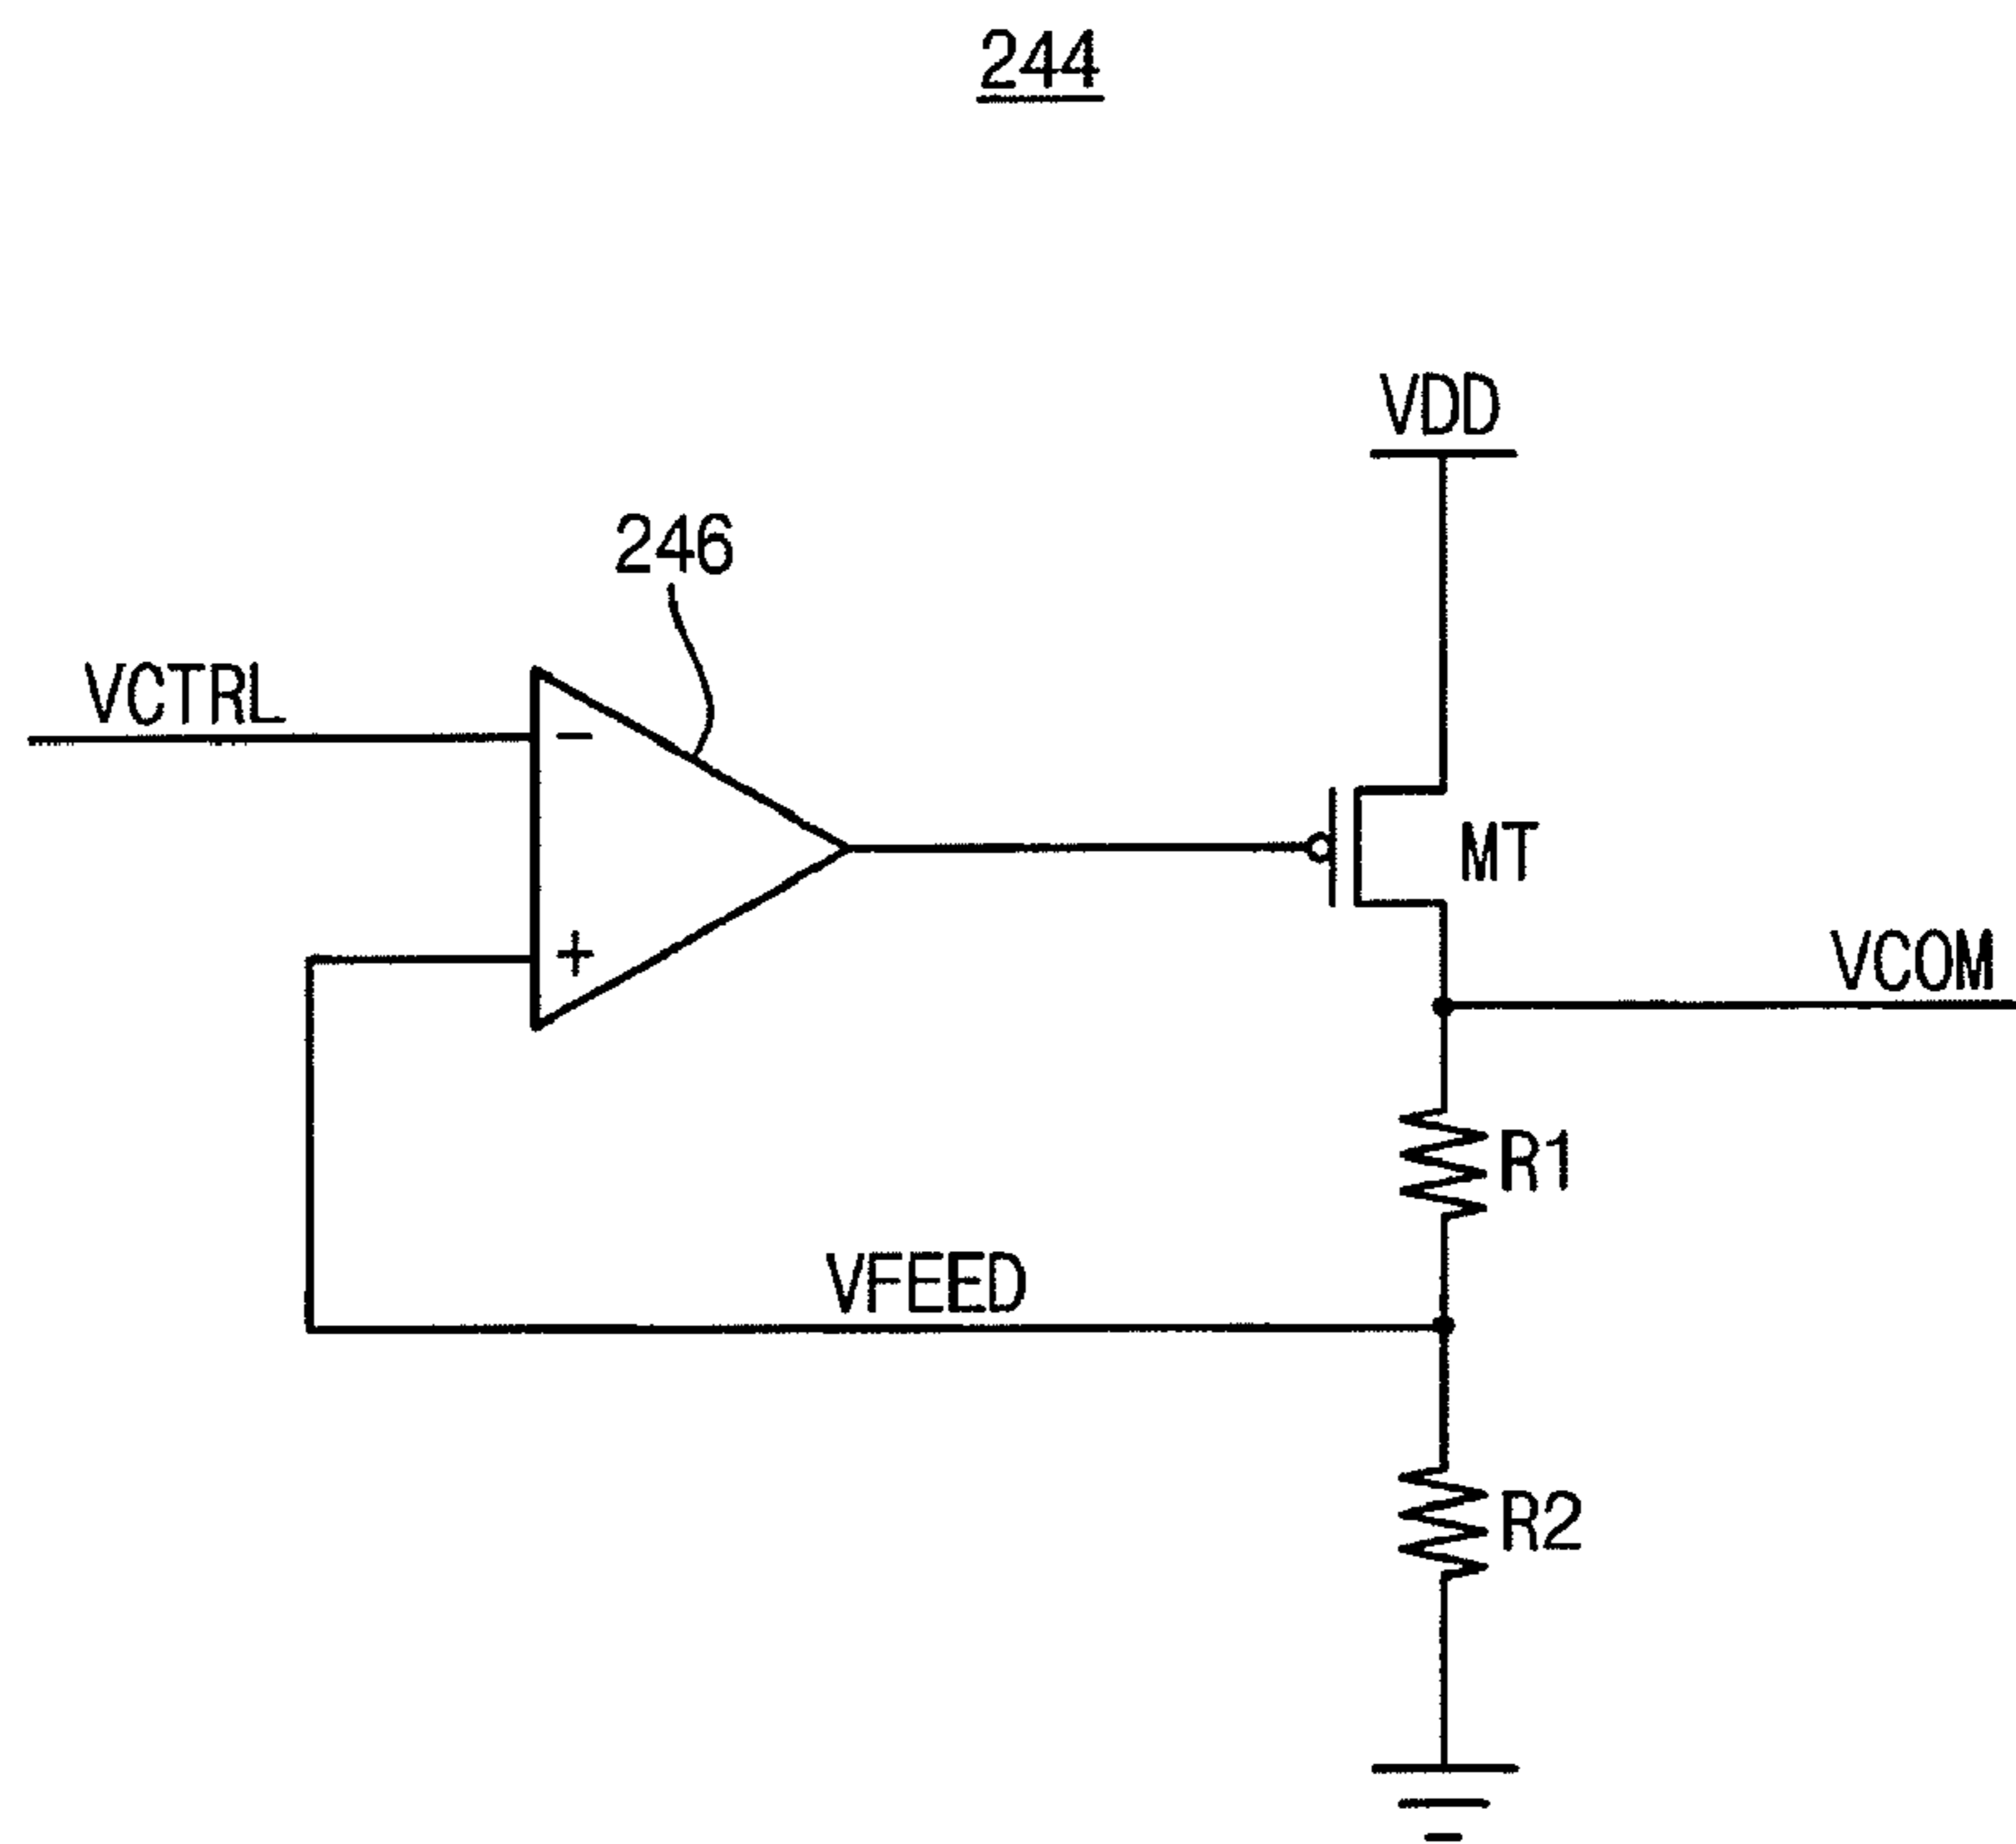 244
VDD
246
VCTRL
-
MT
+
VCOM
R1
VFEED
R2